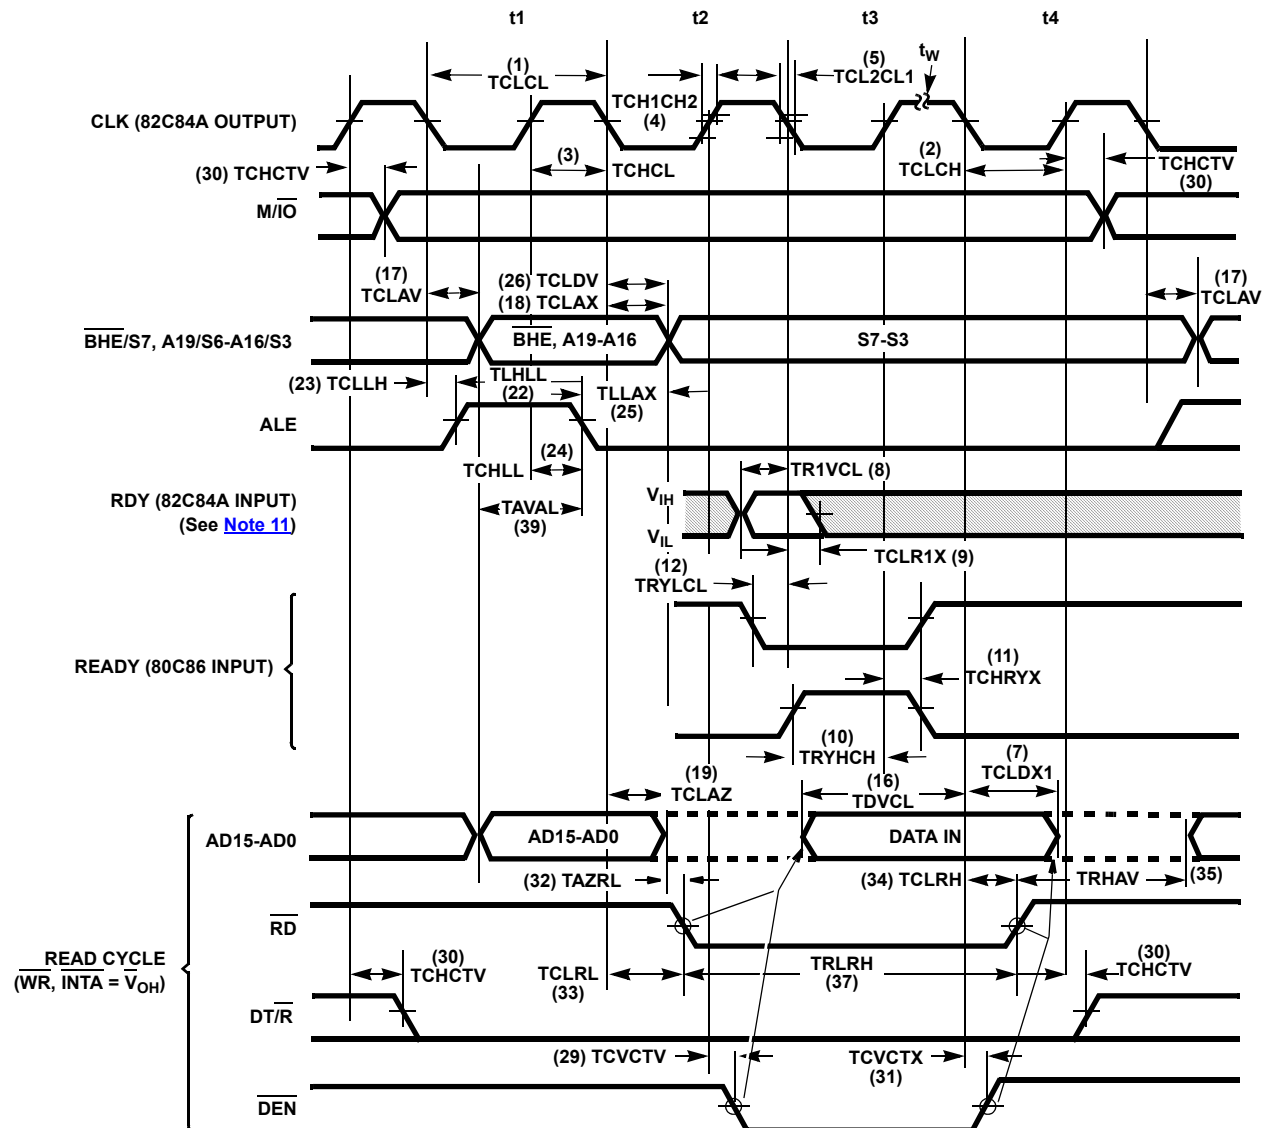 t1 t2 t3 t4
tW
(1)
TCLCL
(5)
TCL2CL1
TCH1CH2
(4)
CLK (82C84A OUTPUT)
(30) TCHCTV
(3)
TCHCL
(2)
TCLCH
TCHCTV
(30)
M/IO
(17)
TCLAV
(26) TCLDV
(18) TCLAX
(17)
TCLAV
BHE/S7, A19/S6-A16/S3
BHE, A19-A16
S7-S3
(23) TCLLH
TLHLL
(22)
TLLAX
(25)
ALE
(24)
TCHLL
TR1VCL (8)
RDY (82C84A INPUT)
(See Note 11)
VIH
VIL
TAVAL
(39)
TCLR1X (9)
(12)
TRYLCL
READY (80C86 INPUT)
(11)
TCHRYX
(10)
TRYHCH
(7)
TCLDX1
(19)
TCLAZ
(16)
TDVCL
AD15-AD0
AD15-AD0
DATA IN
(32) TAZRL
(34) TCLRH
TRHAV
(35)
RD
READ CYCLE
(WR, INTA = VOH)
(30)
TCHCTV
TCLRL
(33)
TRLRH
(37)
(30)
TCHCTV
DT/R
(29) TCVCTV
TCVCTX
(31)
DEN